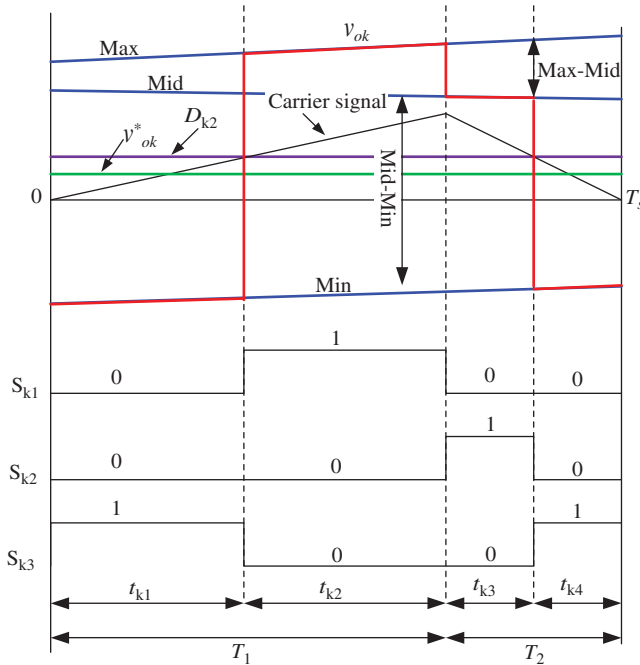 Max
v_ok
Mid
Max-Mid
Carrier signal
D_k2
v*_ok
Mid-Min
0
T_s
Min
1
S_k1 0 0 0
1
S_k2 0 0 0
1 1
S_k3 0 0
t_k1 t_k2 t_k3 t_k4
T_1 T_2